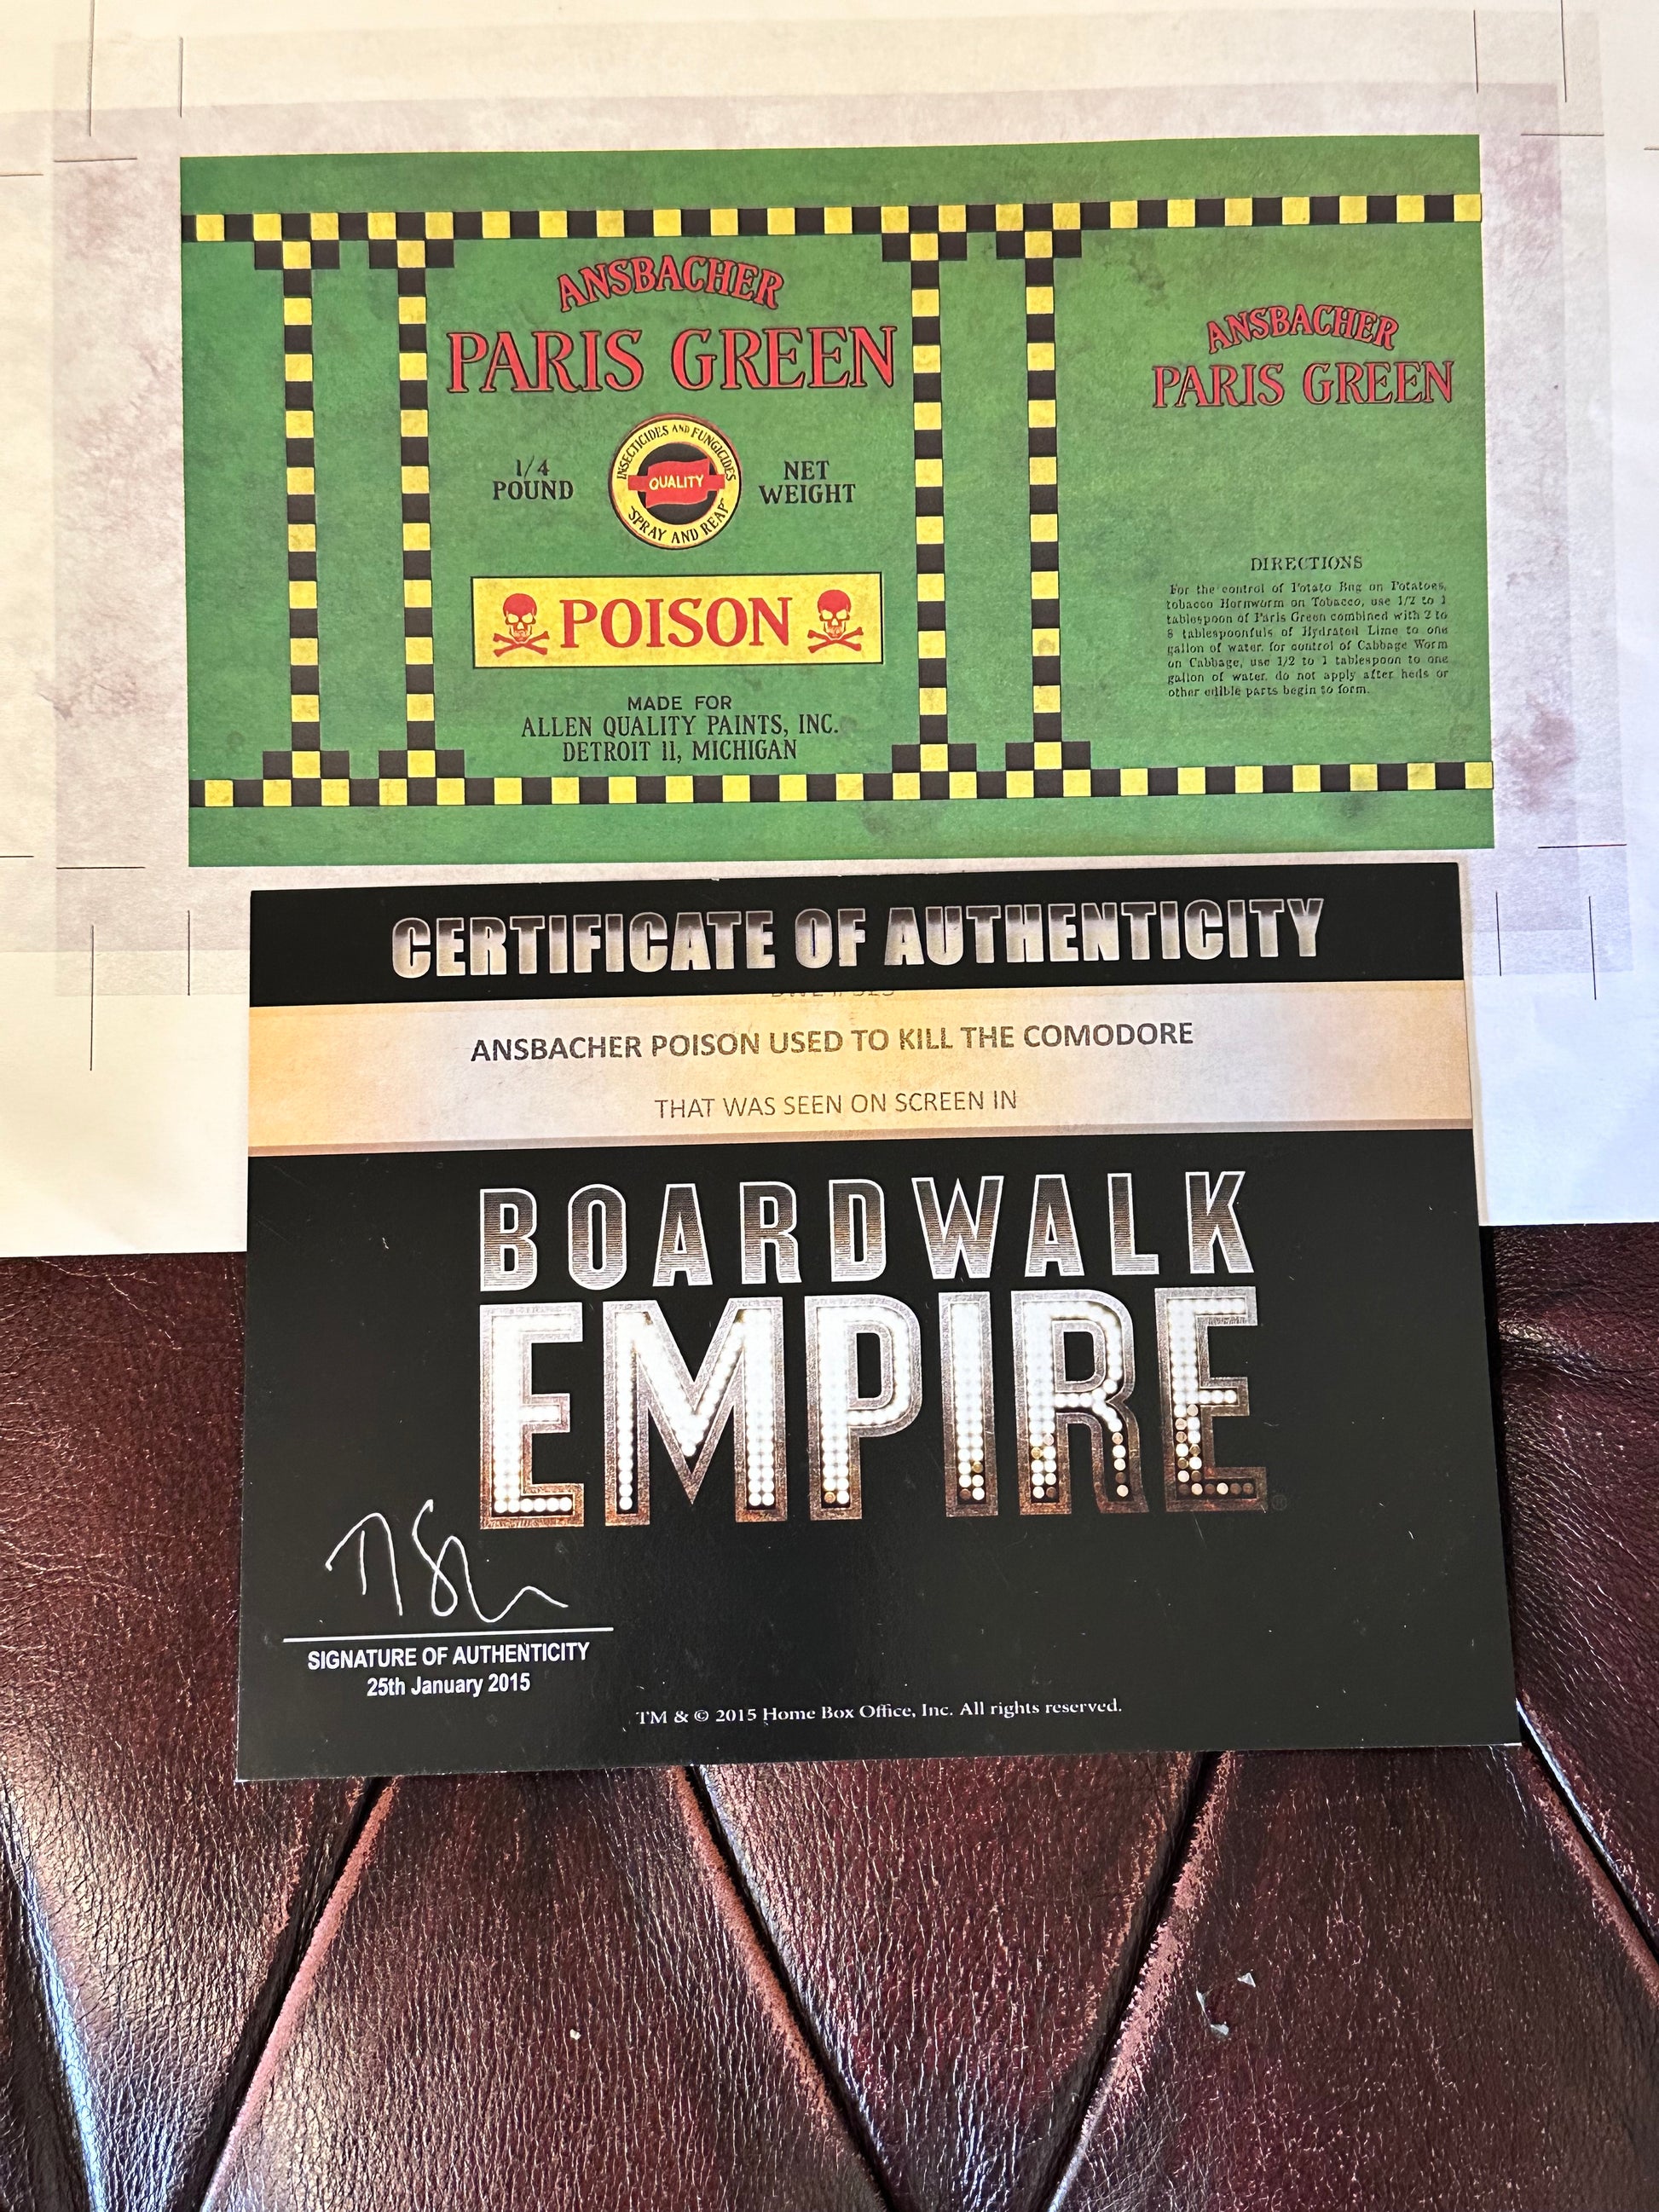 ANSBACHER
PARIS GREEN
1/4
POUND
INSECTICIDES AND FUNGICIDES
QUALITY
SPRAY AND REAP
NET
WEIGHT
POISON
MADE FOR
ALLEN QUALITY PAINTS, INC.
DETROIT 11, MICHIGAN
ANSBACHER
PARIS GREEN
DIRECTIONS
For the control of Potato Bug on Potatoes,
tobacco Hornworm on Tobacco, use 1/2 to 1
tablespoon of Paris Green combined with 2 to
8 tablespoonfuls of Hydrated Lime to one
gallon of water. for control of Cabbage Worm
on Cabbage, use 1/2 to 1 tablespoon to one
gallon of water. do not apply after heds or
other edible parts begin to form.
CERTIFICATE OF AUTHENTICITY
ANSBACHER POISON USED TO KILL THE COMODORE
THAT WAS SEEN ON SCREEN IN
BOARDWALK
EMPIRE
SIGNATURE OF AUTHENTICITY
25th January 2015
TM & © 2015 Home Box Office, Inc. All rights reserved.